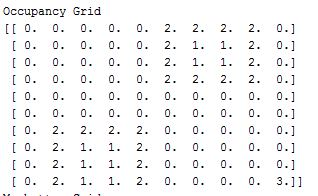 Occupancy Grid
[[ 0. 0. 0. 0. 0. 2. 2. 2. 2. 0.]
[ 0. 0. 0. 0. 0. 2. 1. 1. 2. 0.]
[ 0. 0. 0. 0. 0. 2. 1. 1. 2. 0.]
[ 0. 0. 0. 0. 0. 2. 2. 2. 2. 0.]
[ 0. 0. 0. 0. 0. 0. 0. 0. 0. 0.]
[ 0. 0. 0. 0. 0. 0. 0. 0. 0. 0.]
[ 0. 2. 2. 2. 2. 0. 0. 0. 0. 0.]
[ 0. 2. 1. 1. 2. 0. 0. 0. 0. 0.]
[ 0. 2. 1. 1. 2. 0. 0. 0. 0. 0.]
[ 0. 2. 1. 1. 2. 0. 0. 0. 0. 3.]]